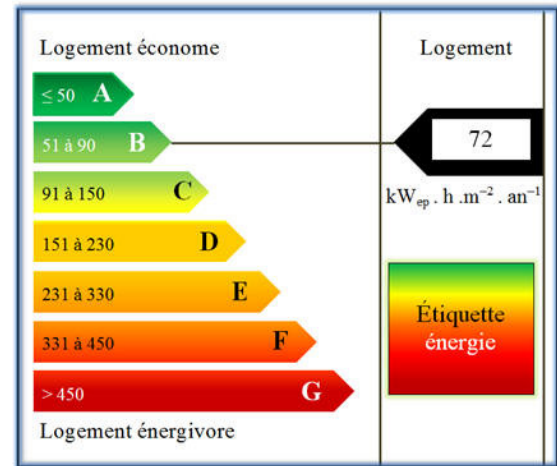 Logement économe
≤ 50 A
51 à 90 B
91 à 150 C
151 à 230 D
231 à 330 E
331 à 450 F
> 450 G
Logement énergivore
Logement
72
kW_ep . h .m⁻² . an⁻¹
Étiquette
énergie